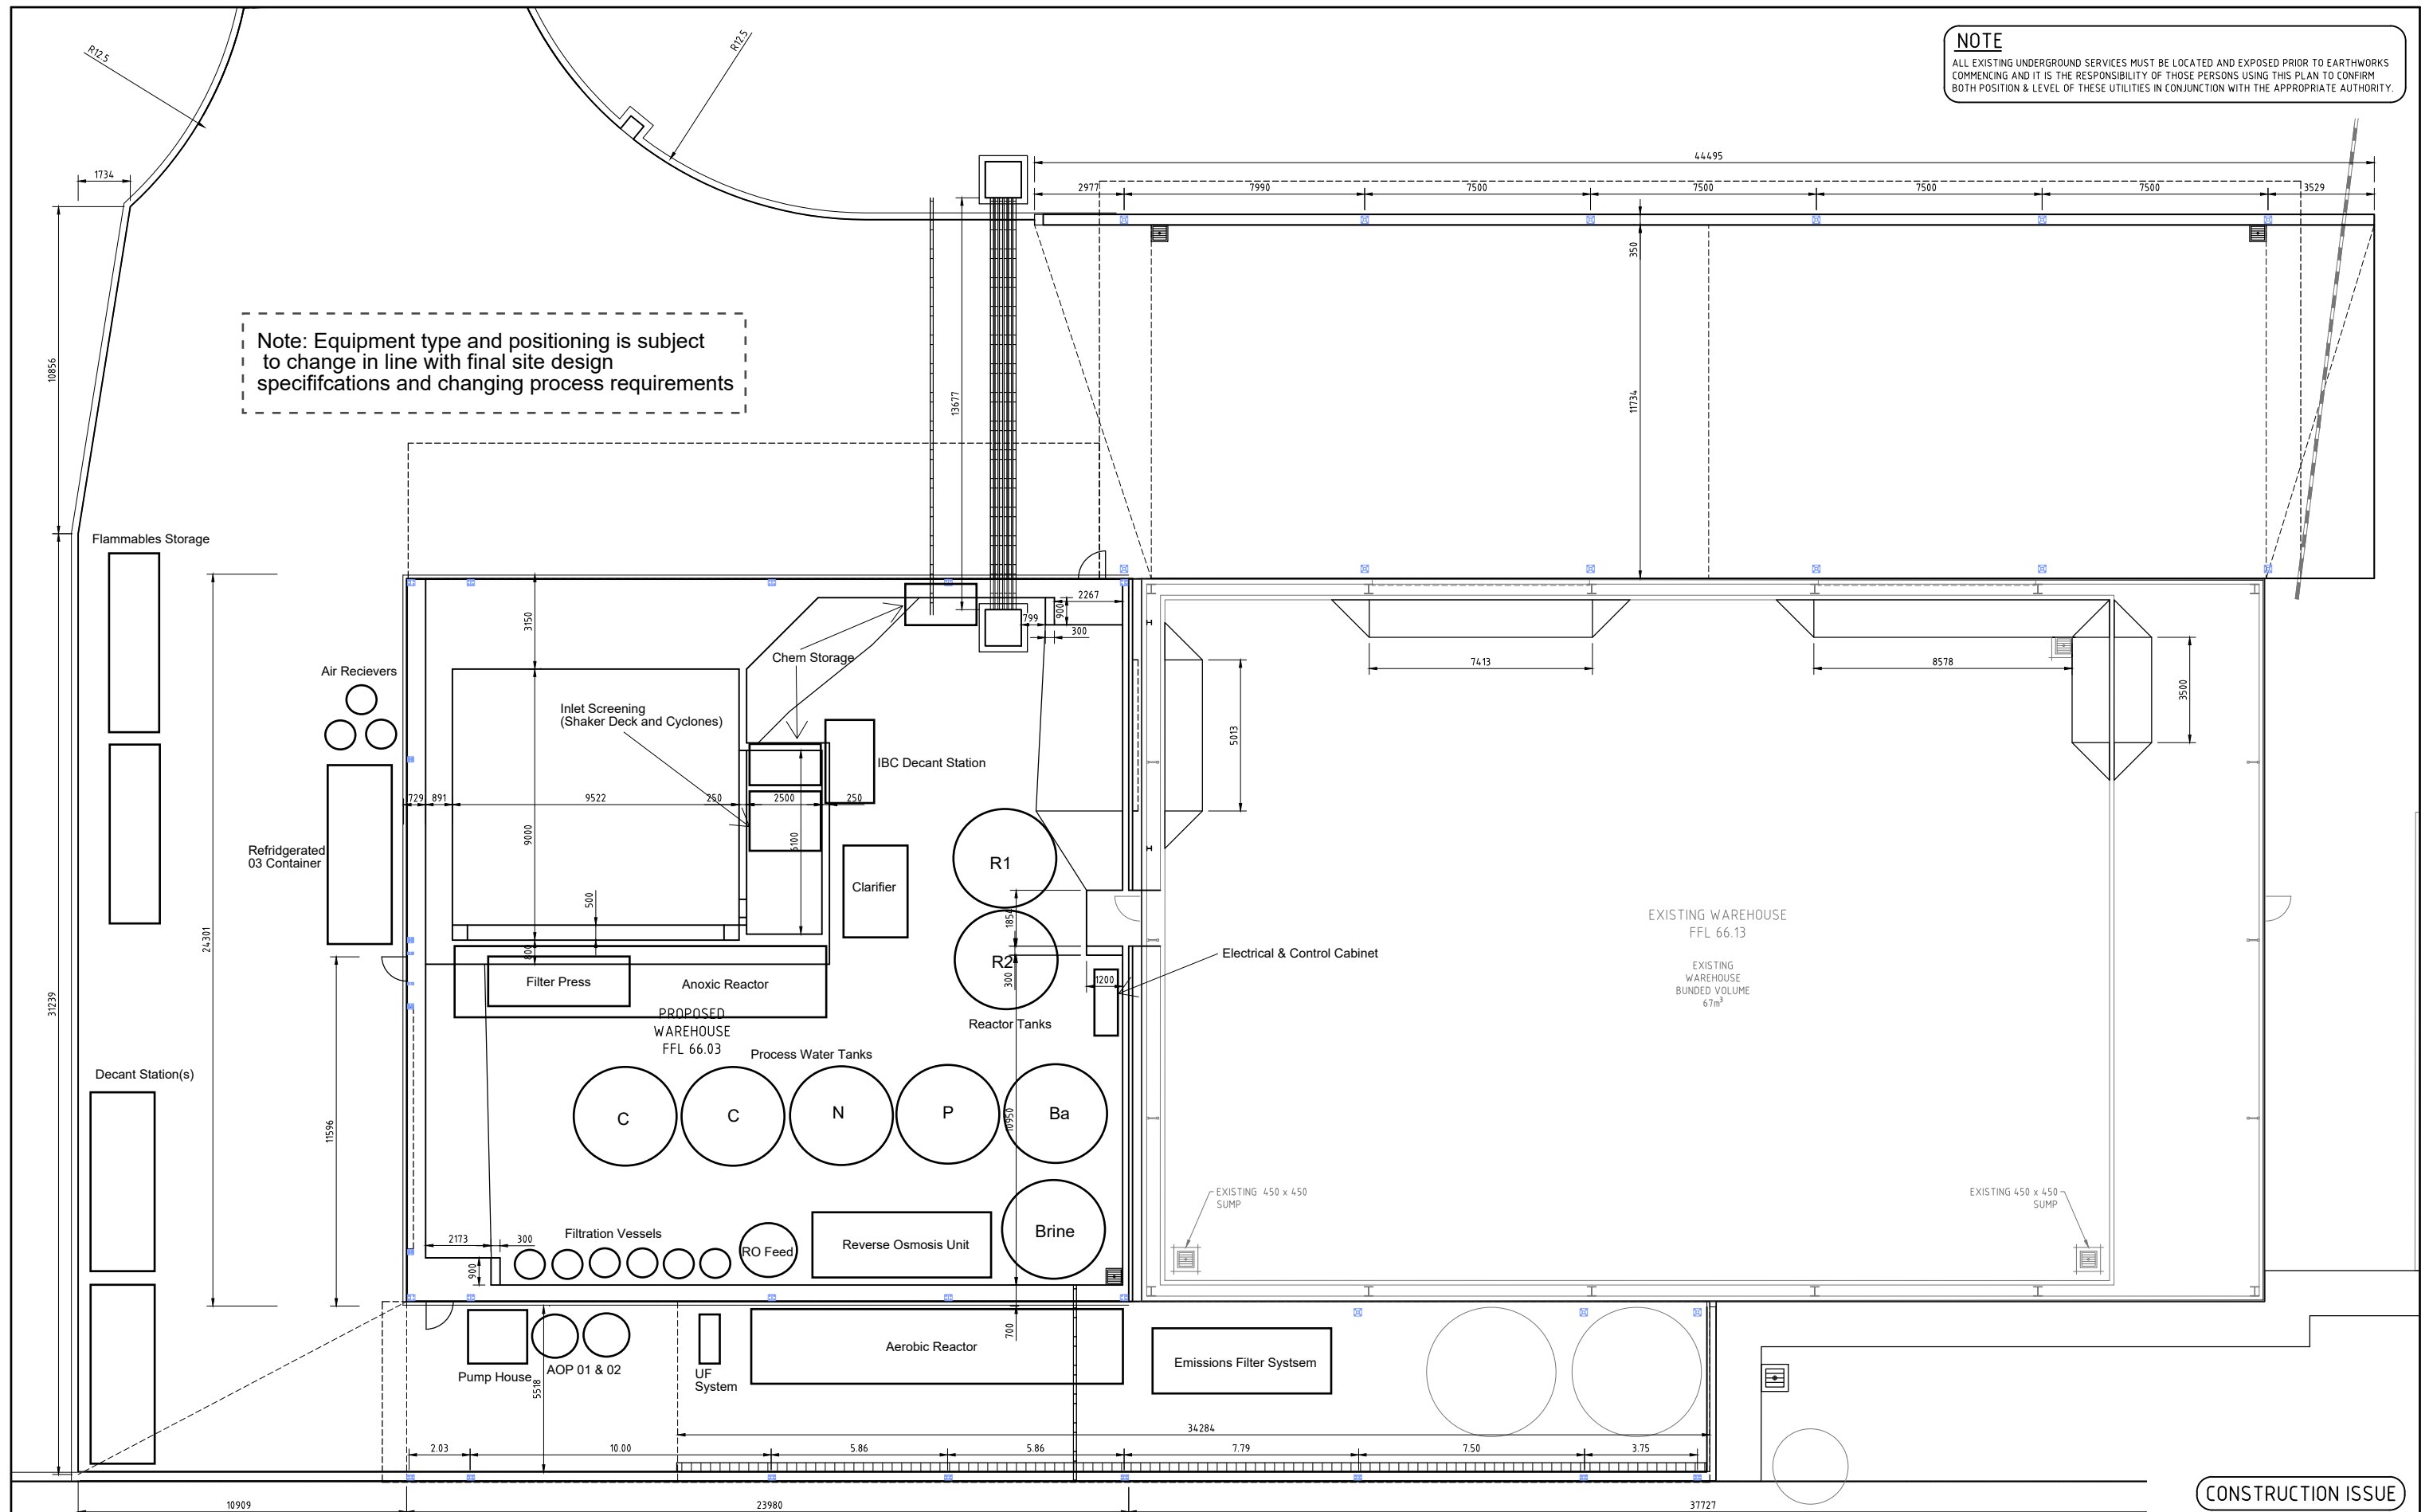 NOTE
ALL EXISTING UNDERGROUND SERVICES MUST BE LOCATED AND EXPOSED PRIOR TO EARTHWORKS
COMMENCING AND IT IS THE RESPONSIBILITY OF THOSE PERSONS USING THIS PLAN TO CONFIRM
BOTH POSITION & LEVEL OF THESE UTILITIES IN CONJUNCTION WITH THE APPROPRIATE AUTHORITY.
R12.5
R12.5
44495
1734
2977
7990
7500
7500
7500
7500
3529
350
10856
13677
11734
Note: Equipment type and positioning is subject
to change in line with final site design
specififcations and changing process requirements
Flammables Storage
2267
900
799
300
3150
Chem Storage
7413
8578
3500
Air Recievers
Inlet Screening
(Shaker Deck and Cyclones)
5013
IBC Decant Station
729
891
9522
250
2500
250
9000
6100
Refridgerated
03 Container
R1
Clarifier
500
1854
EXISTING WAREHOUSE
FFL 66.13
24301
800
R2
Electrical & Control Cabinet
EXISTING
WAREHOUSE
BUNDED VOLUME
67m³
Filter Press
Anoxic Reactor
300
1200
31239
PROPOSED
WAREHOUSE
FFL 66.03
Reactor Tanks
Process Water Tanks
Decant Station(s)
11596
C
C
N
P
Ba
10950
EXISTING 450 x 450
SUMP
EXISTING 450 x 450
SUMP
2173
300
900
Filtration Vessels
RO Feed
Reverse Osmosis Unit
Brine
700
Aerobic Reactor
Emissions Filter Systsem
Pump House
AOP 01 & 02
UF
System
5518
34284
2.03
10.00
5.86
5.86
7.79
7.50
3.75
10909
23980
37727
CONSTRUCTION ISSUE